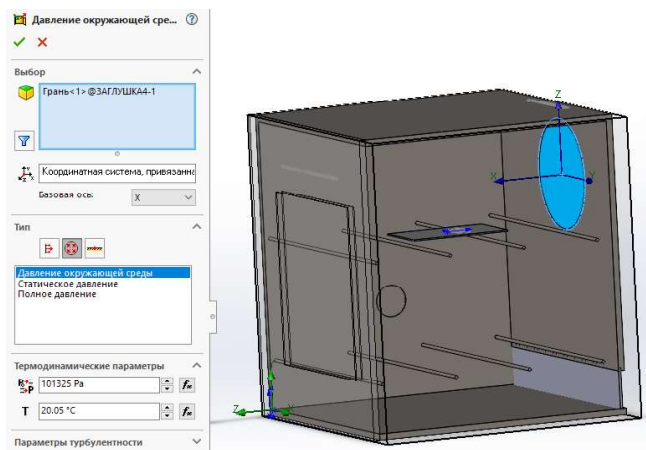 Давление окружающей сре...
Выбор
Грань<1>@ЗАГЛУШКА4-1
Координатная система, привязанна
Базовая ось: X
Тип
Давление окружающей среды
Статическое давление
Полное давление
Термодинамические параметры
P 101325 Pa
T 20.05 °C
Параметры турбулентности
Z
X
Y
Z